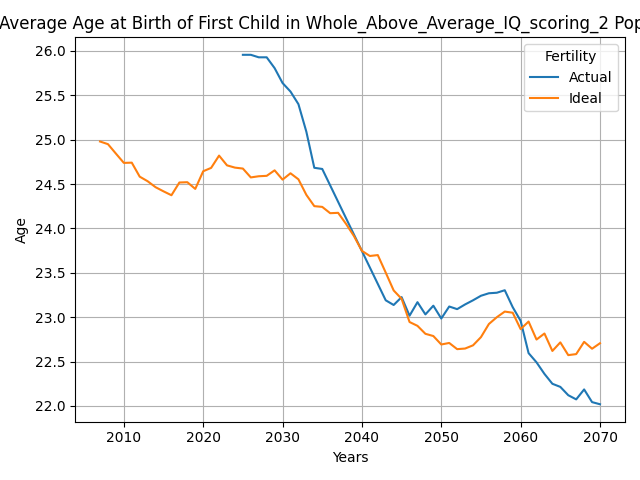 Average Age at Birth of First Child in Whole_Above_Average_IQ_scoring_2 Pop
Fertility
Actual
Ideal
26.0
25.5
25.0
24.5
24.0
23.5
23.0
22.5
22.0
Age
2010 2020 2030 2040 2050 2060 2070
Years